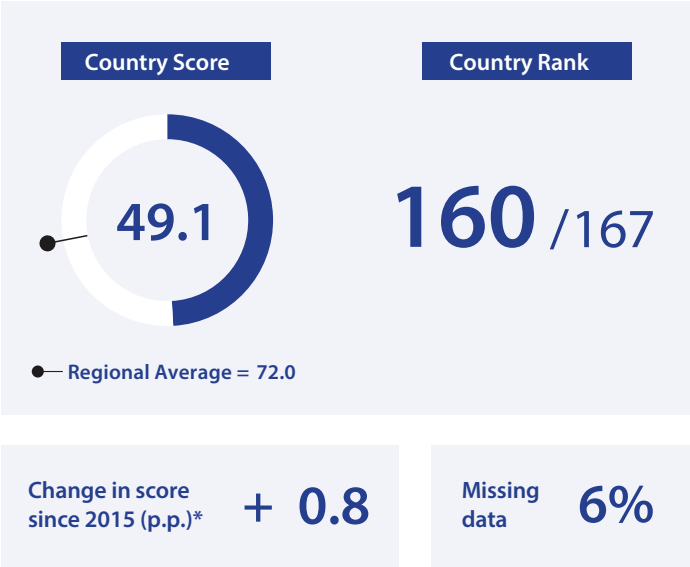 Country Score
Country Rank
49.1
160 /167
Regional Average = 72.0
Change in score
since 2015 (p.p.)*
+ 0.8
Missing
data
6%